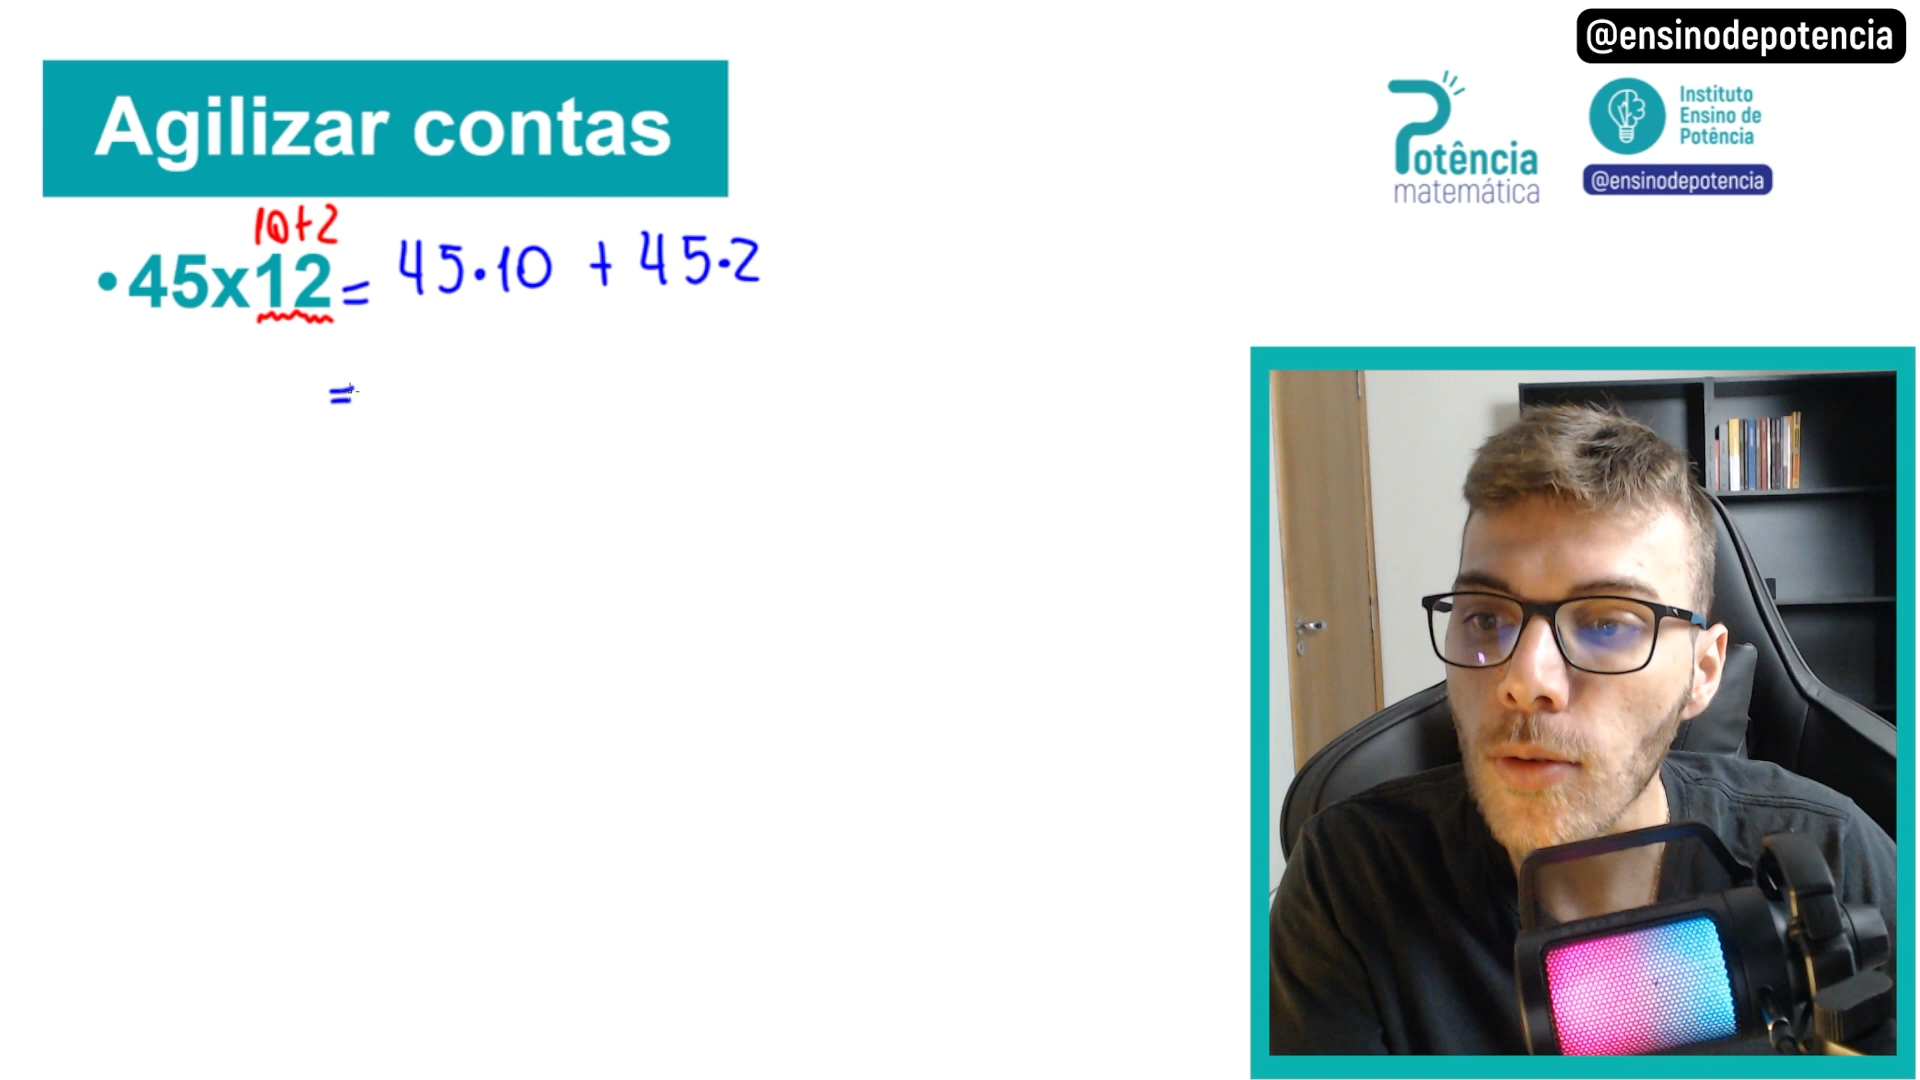 @ensinodepotencia
Agilizar contas
Potência
matemática
Instituto
Ensino de
Potência
@ensinodepotencia
10+2
•45x12= 45·10 + 45·2
=